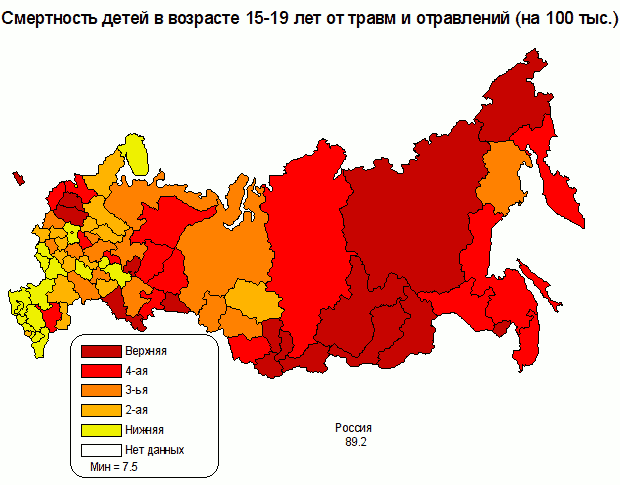 Смертность детей в возрасте 15-19 лет от травм и отравлений (на 100 тыс.)
Верхняя
4-ая
3-ья
2-ая
Нижняя
Нет данных
Мин = 7.5
Россия
89.2